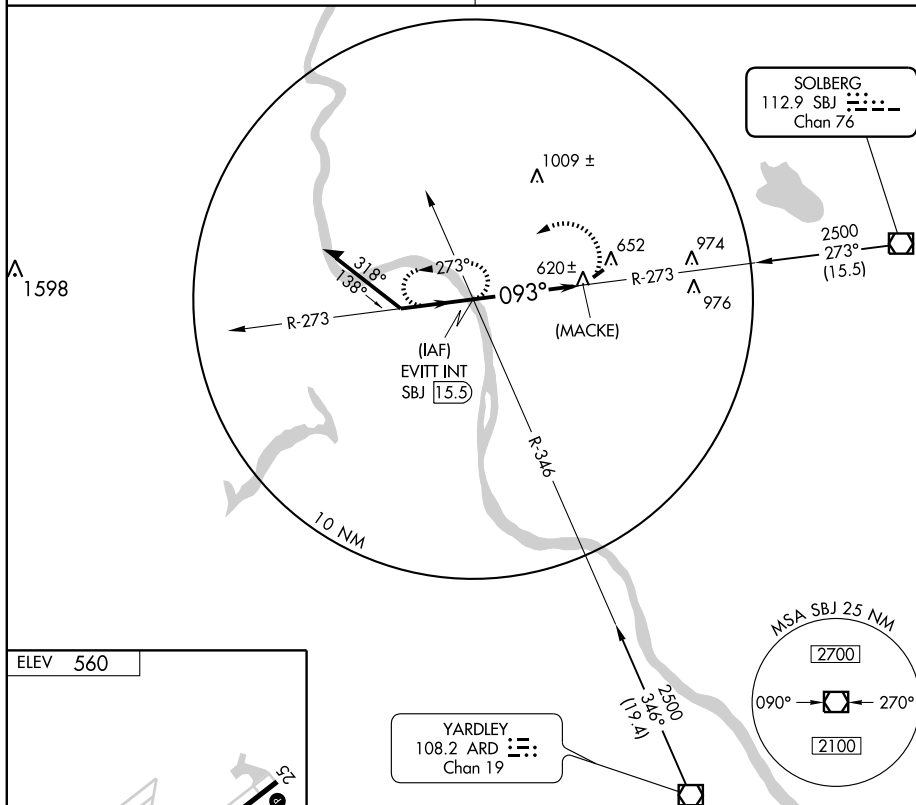 SOLBERG
112.9 SBJ
Chan 76
1009 ±
2500
273°
(15.5)
652
974
620±
R-273
976
1598
318°
138°
273°
093°
(MACKE)
R-273
(IAF)
EVITT INT
SBJ 15.5
R-346
10 NM
MSA SBJ 25 NM
2700
090°
270°
2100
ELEV 560
25
P
2500
346°
(19.4)
YARDLEY
108.2 ARD
Chan 19